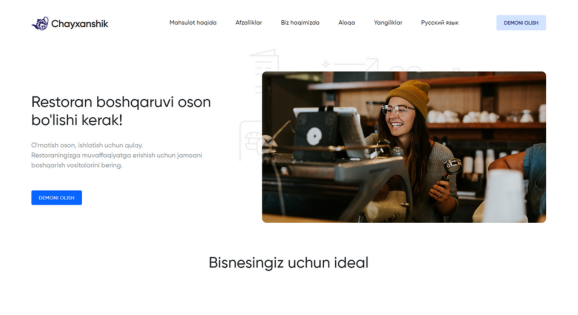 Chayxanshik
Mahsulot haqida Afzalliklar Biz haqimizda Aloqa Yangiliklar Русский язык DEMONI OLISH
Restoran boshqaruvi oson
bo'lishi kerak!
O'rnatish oson, ishlatish uchun qulay.
Restoraningizga muvaffaqiyatga erishish uchun jamoani
boshqarish vositalarini bering.
DEMONI OLISH
Bisnesingiz uchun ideal